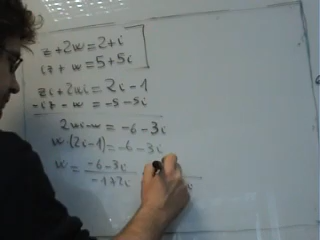 z+2w=2+i
iz+w=5+5i
zi+2wi=2i-1
-iz-w=-5-5i
2wi-w=-6-3i
w·(2i-1)=-6-3i
w=-6-3i/-1+2i